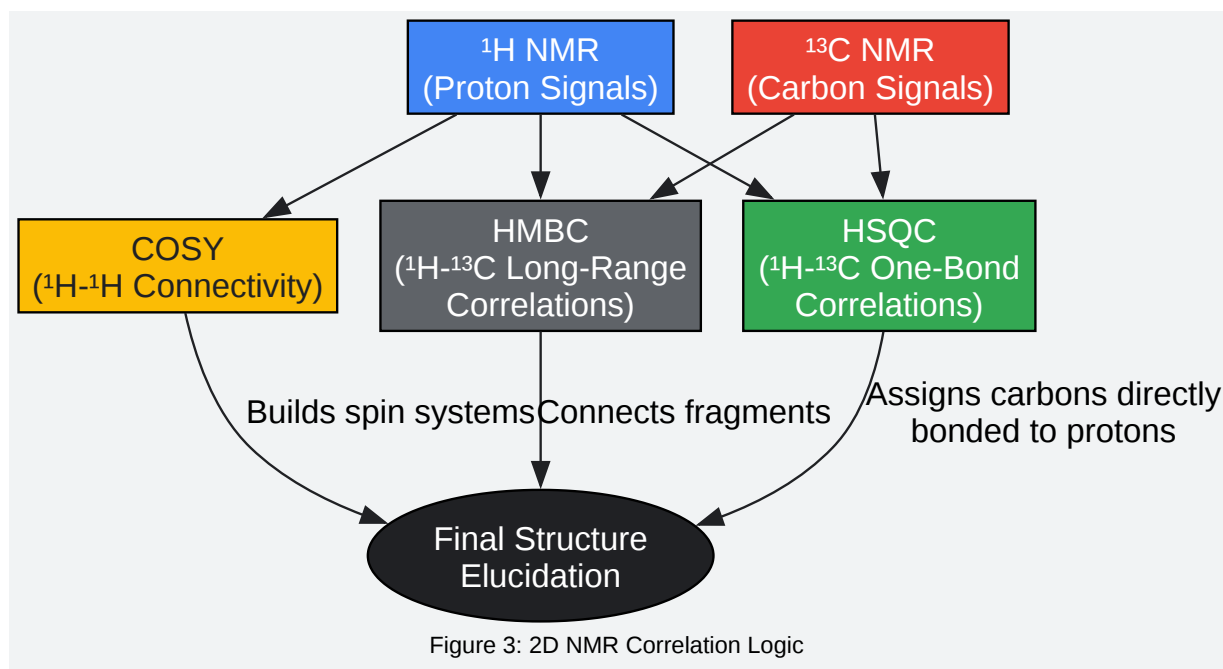 ¹H NMR
(Proton Signals)
¹³C NMR
(Carbon Signals)
COSY
(¹H-¹H Connectivity)
HMBC
(¹H-¹³C Long-Range
Correlations)
HSQC
(¹H-¹³C One-Bond
Correlations)
Builds spin systems
Connects fragments
Assigns carbons directly
bonded to protons
Final Structure
Elucidation
Figure 3: 2D NMR Correlation Logic